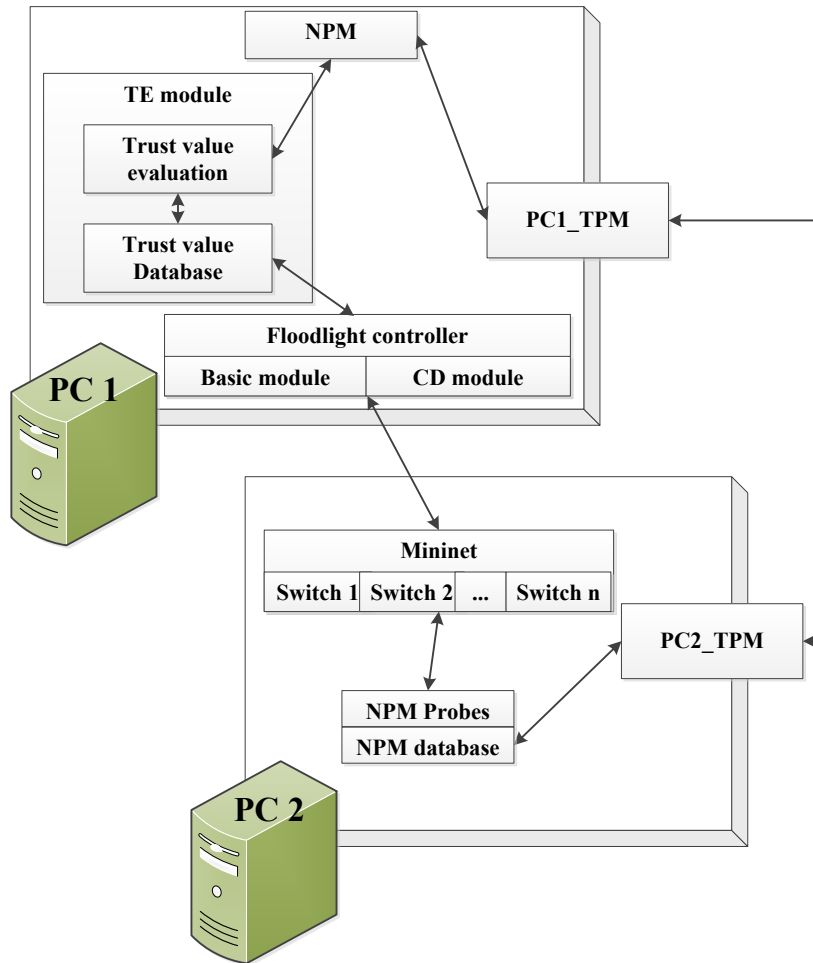 NPM
TE module
Trust value
evaluation
Trust value
Database
PC1_TPM
Floodlight controller
Basic module
CD module
PC 1
Mininet
Switch 1
Switch 2
...
Switch n
PC2_TPM
NPM Probes
NPM database
PC 2